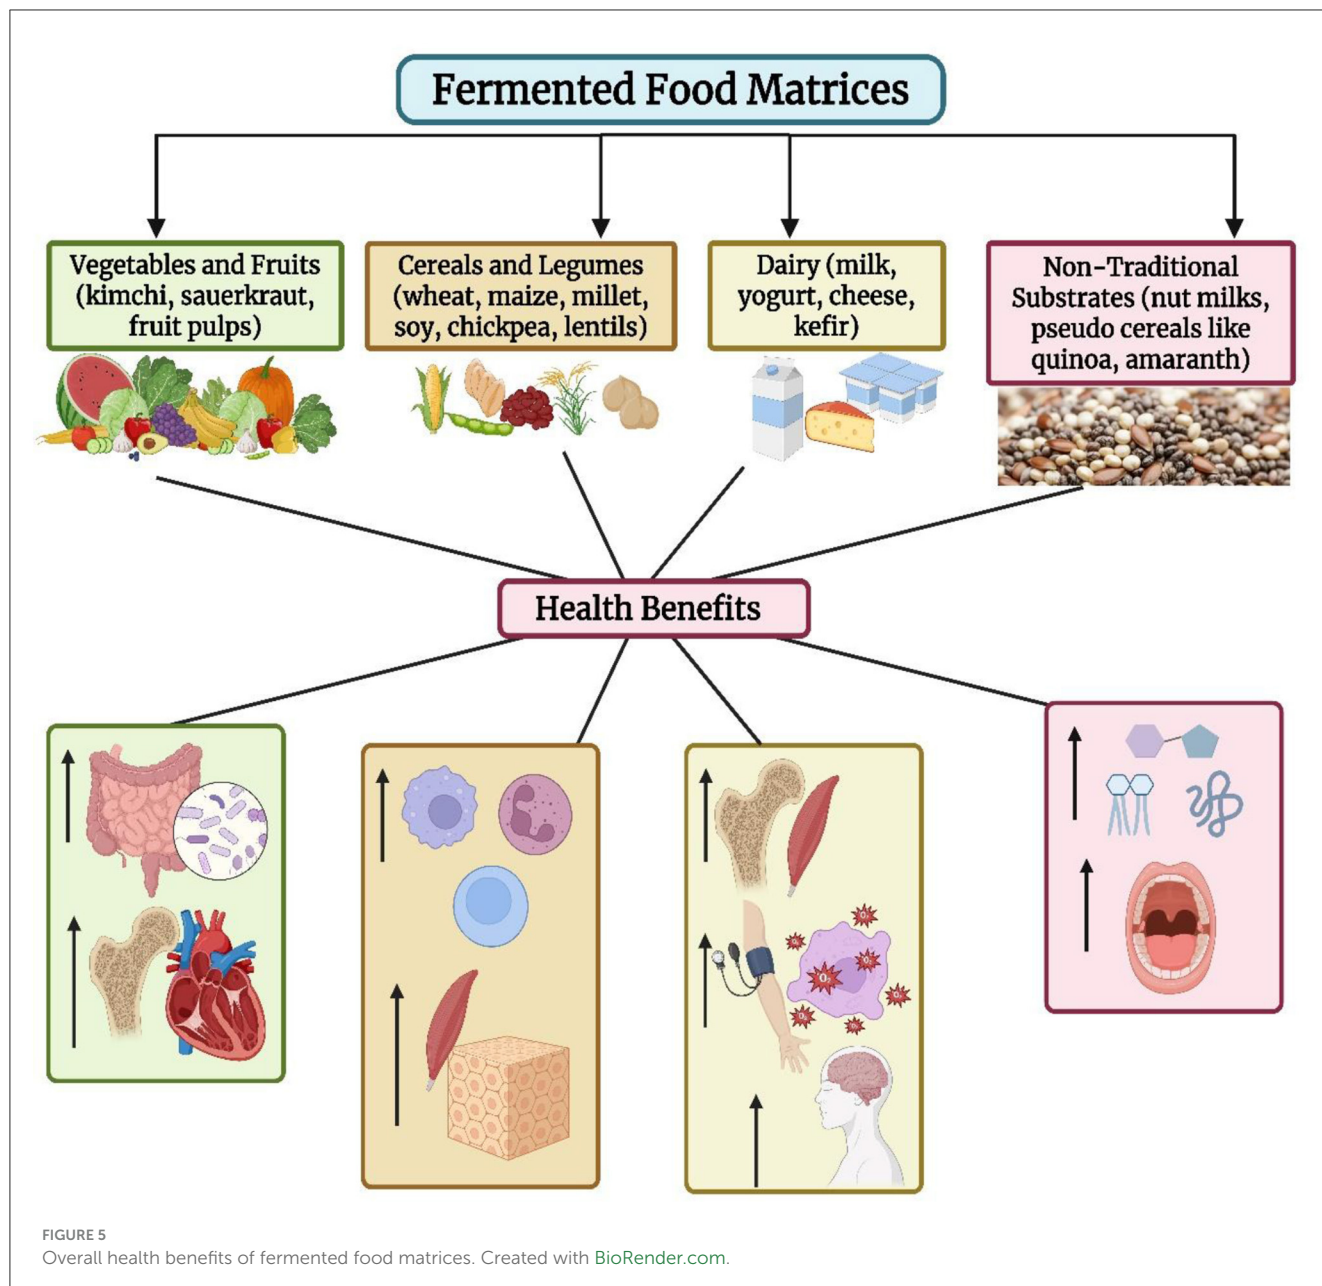 Fermented Food Matrices
Vegetables and Fruits
(kimchi, sauerkraut,
fruit pulps)
Cereals and Legumes
(wheat, maize, millet,
soy, chickpea, lentils)
Dairy (milk,
yogurt, cheese,
kefir)
Non-Traditional
Substrates (nut milks,
pseudo cereals like
quinoa, amaranth)
Health Benefits
FIGURE 5
Overall health benefits of fermented food matrices. Created with BioRender.com.